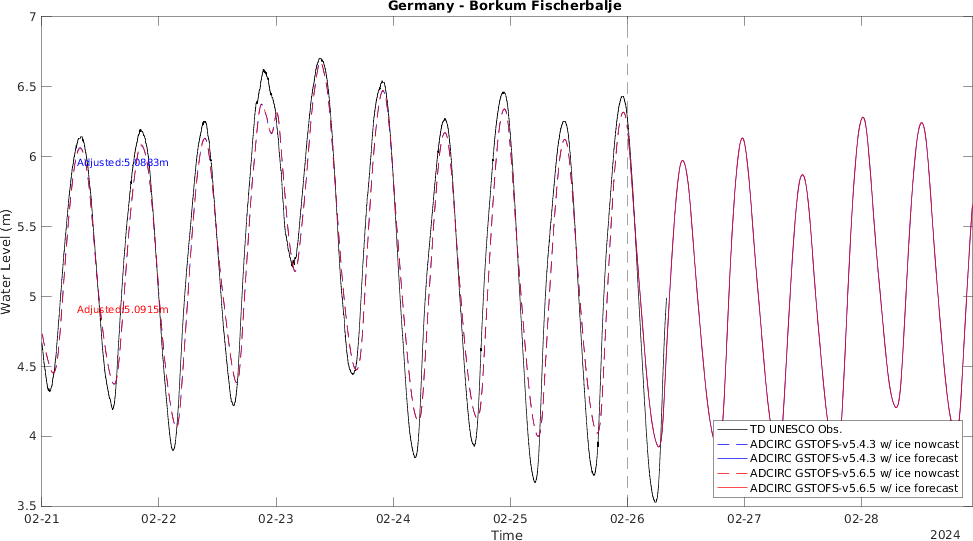 Germany - Borkum Fischerbalje
7
6.5
6
5.5
5
4.5
4
3.5
Water Level (m)
Adjusted:5.0883m
Adjusted:5.0915m
TD UNESCO Obs.
ADCIRC GSTOFS-v5.4.3 w/ ice nowcast
ADCIRC GSTOFS-v5.4.3 w/ ice forecast
ADCIRC GSTOFS-v5.6.5 w/ ice nowcast
ADCIRC GSTOFS-v5.6.5 w/ ice forecast
02-21 02-22 02-23 02-24 02-25 02-26 02-27 02-28
Time
2024